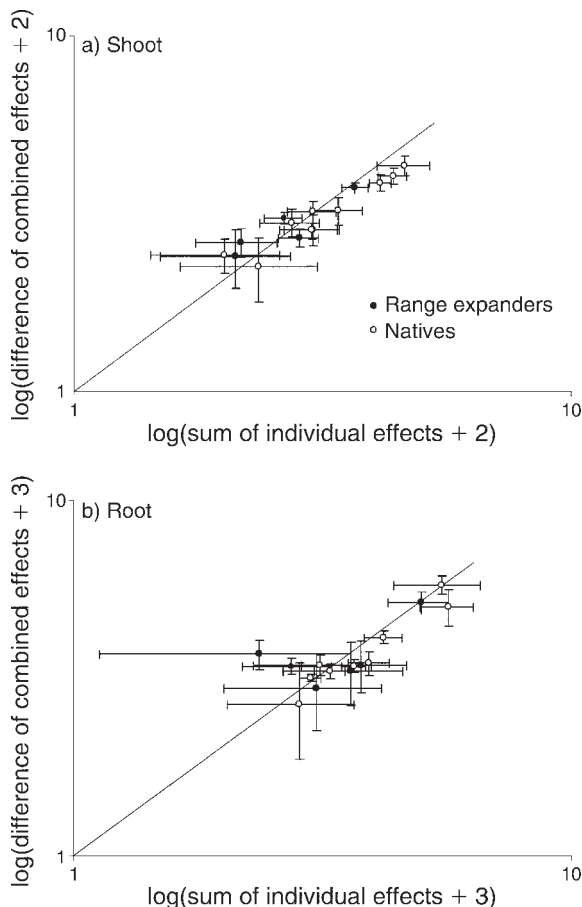 10
a) Shoot
log(difference of combined effects + 2)
Range expanders
Natives
1
1
10
log(sum of individual effects + 2)
10
b) Root
log(difference of combined effects + 3)
1
1
10
log(sum of individual effects + 3)